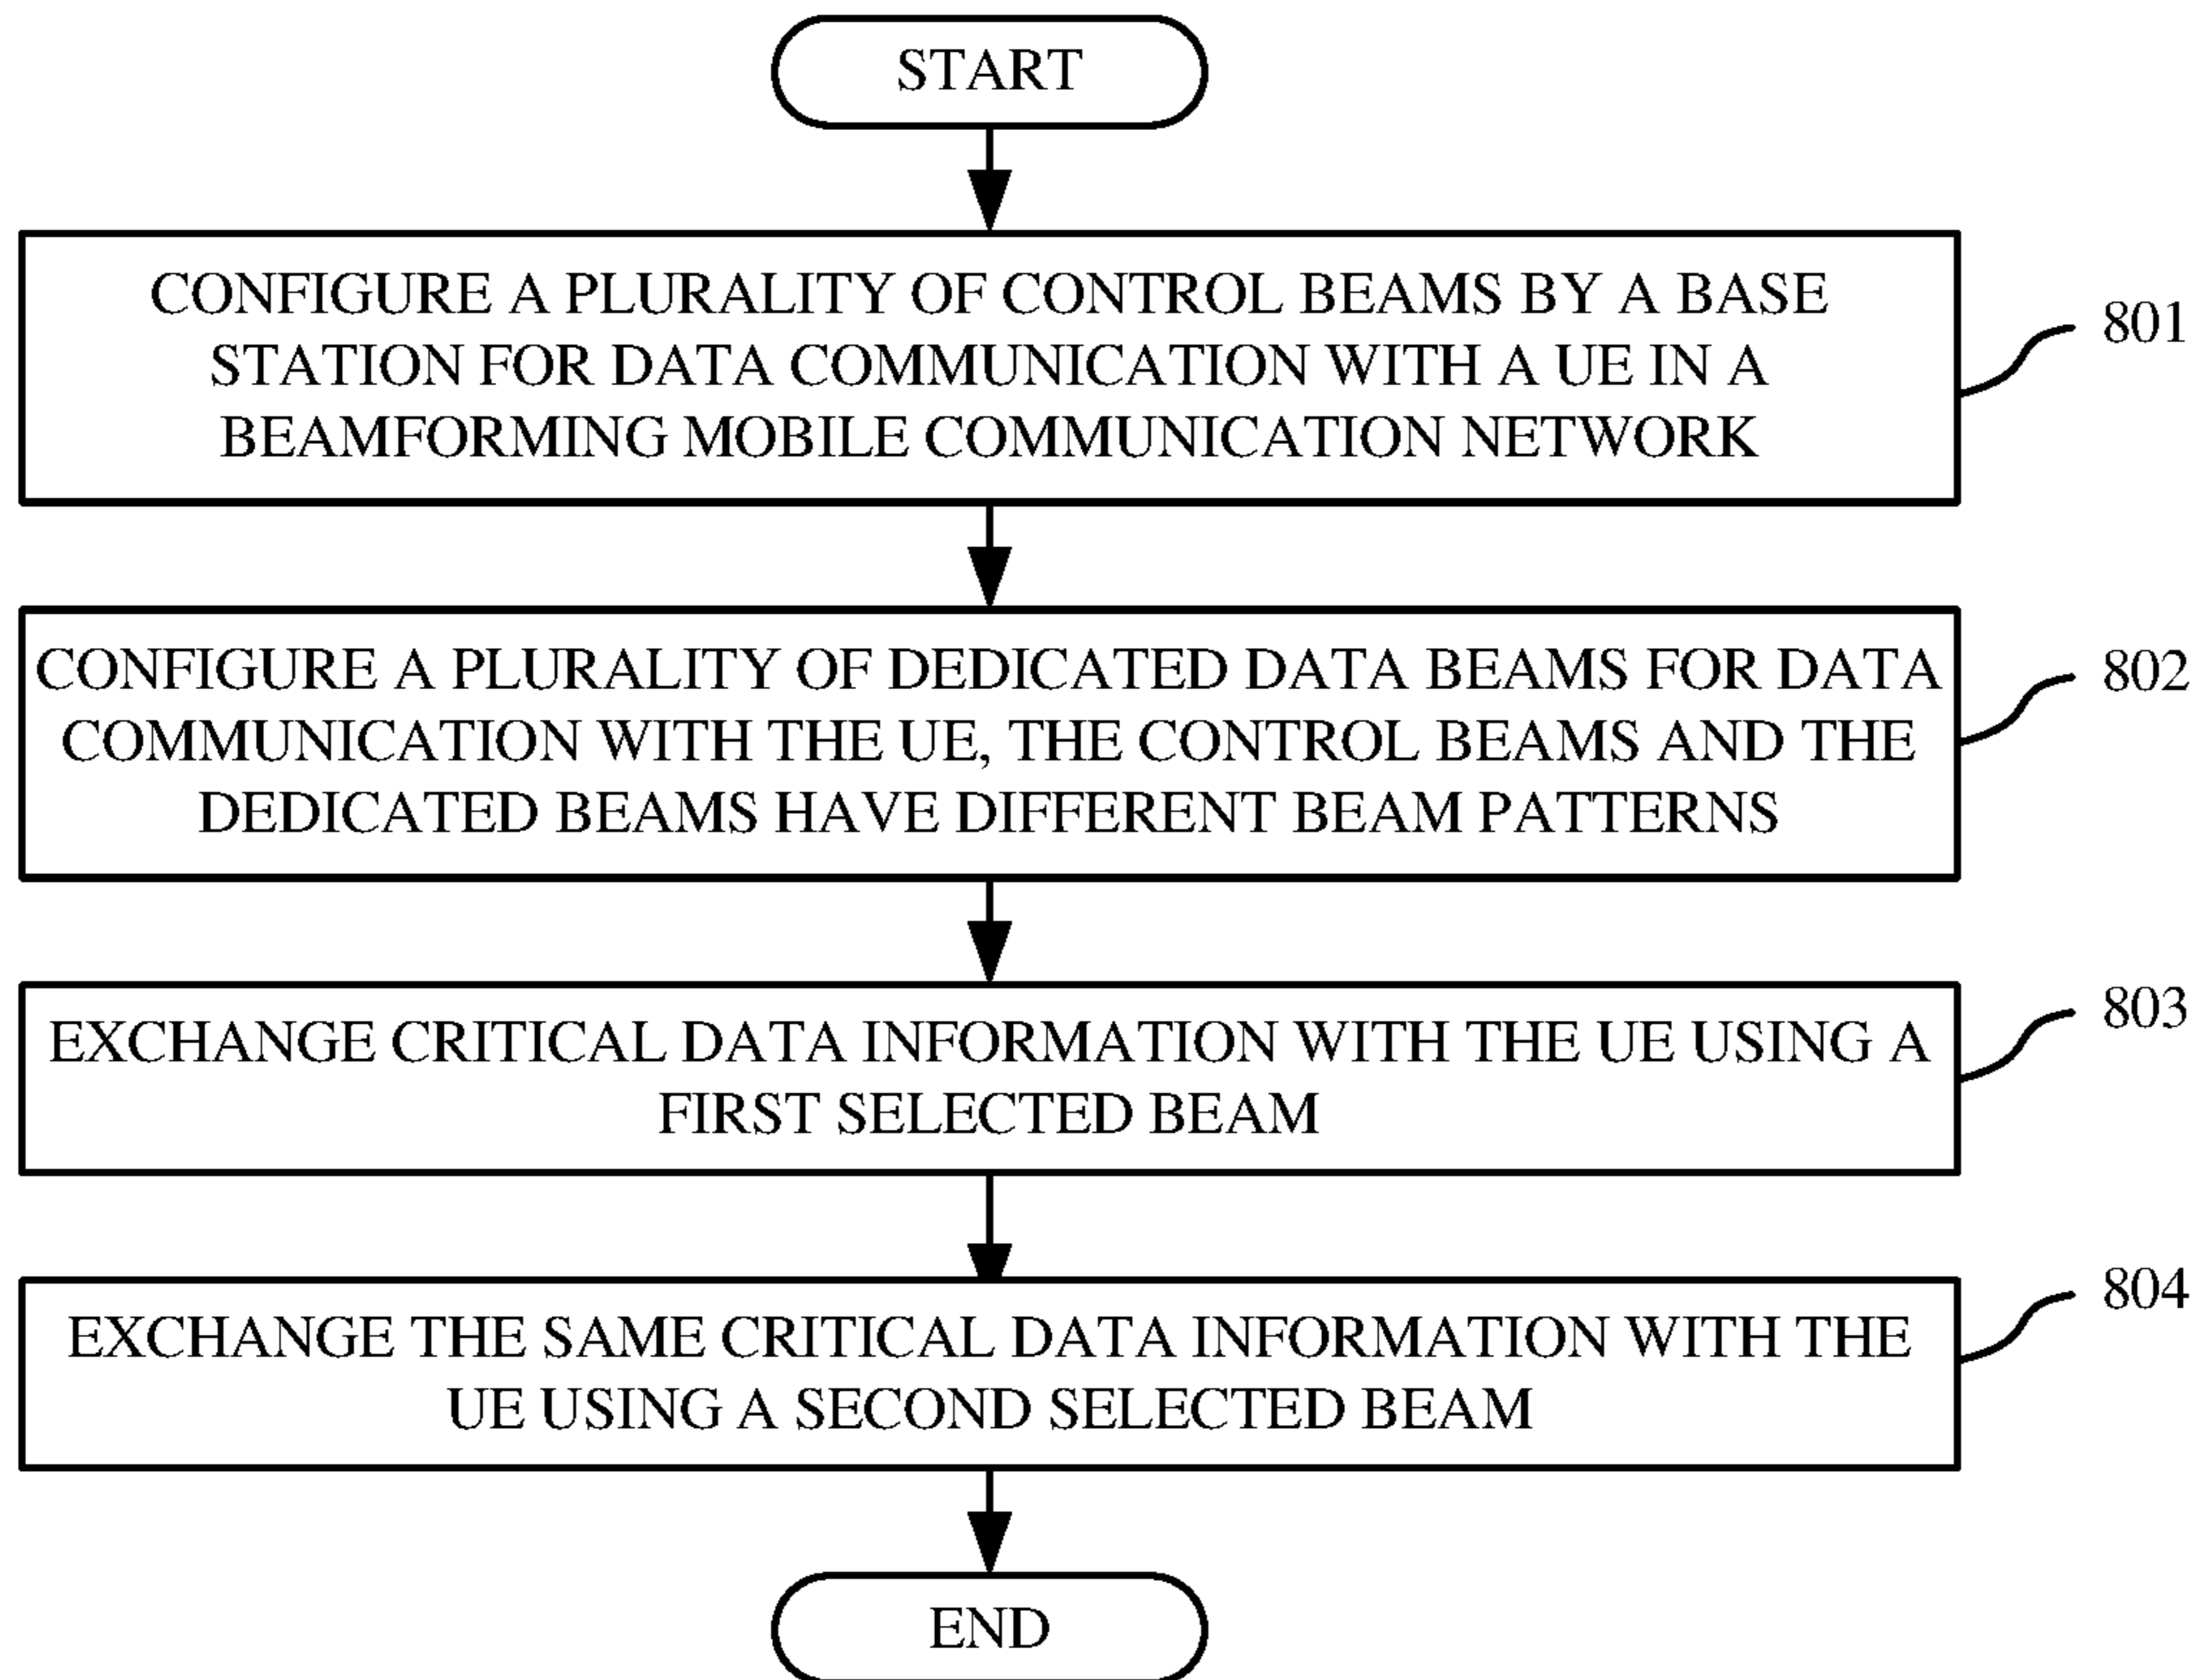 START
CONFIGURE A PLURALITY OF CONTROL BEAMS BY A BASE
STATION FOR DATA COMMUNICATION WITH A UE IN A
BEAMFORMING MOBILE COMMUNICATION NETWORK
801
CONFIGURE A PLURALITY OF DEDICATED DATA BEAMS FOR DATA
COMMUNICATION WITH THE UE, THE CONTROL BEAMS AND THE
DEDICATED BEAMS HAVE DIFFERENT BEAM PATTERNS
802
EXCHANGE CRITICAL DATA INFORMATION WITH THE UE USING A
FIRST SELECTED BEAM
803
EXCHANGE THE SAME CRITICAL DATA INFORMATION WITH THE
UE USING A SECOND SELECTED BEAM
804
END